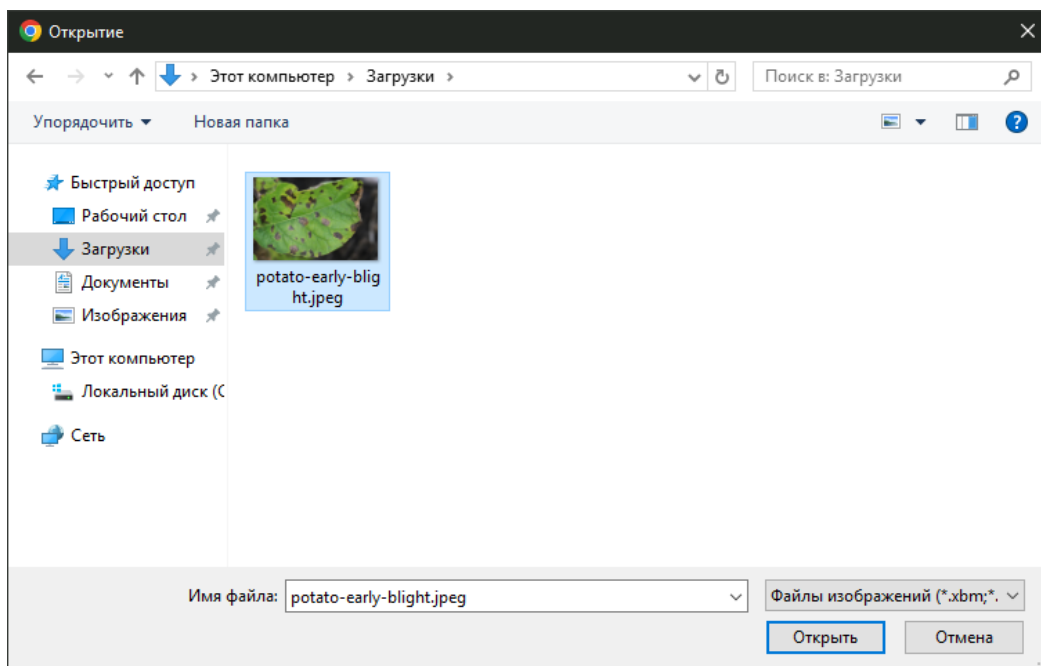 Открытие
Этот компьютер › Загрузки ›
Поиск в: Загрузки
Упорядочить
Новая папка
Быстрый доступ
Рабочий стол
Загрузки
Документы
Изображения
Этот компьютер
Локальный диск (C
Сеть
potato-early-blig
ht.jpeg
Имя файла:
potato-early-blight.jpeg
Файлы изображений (*.xbm;*.
Открыть
Отмена